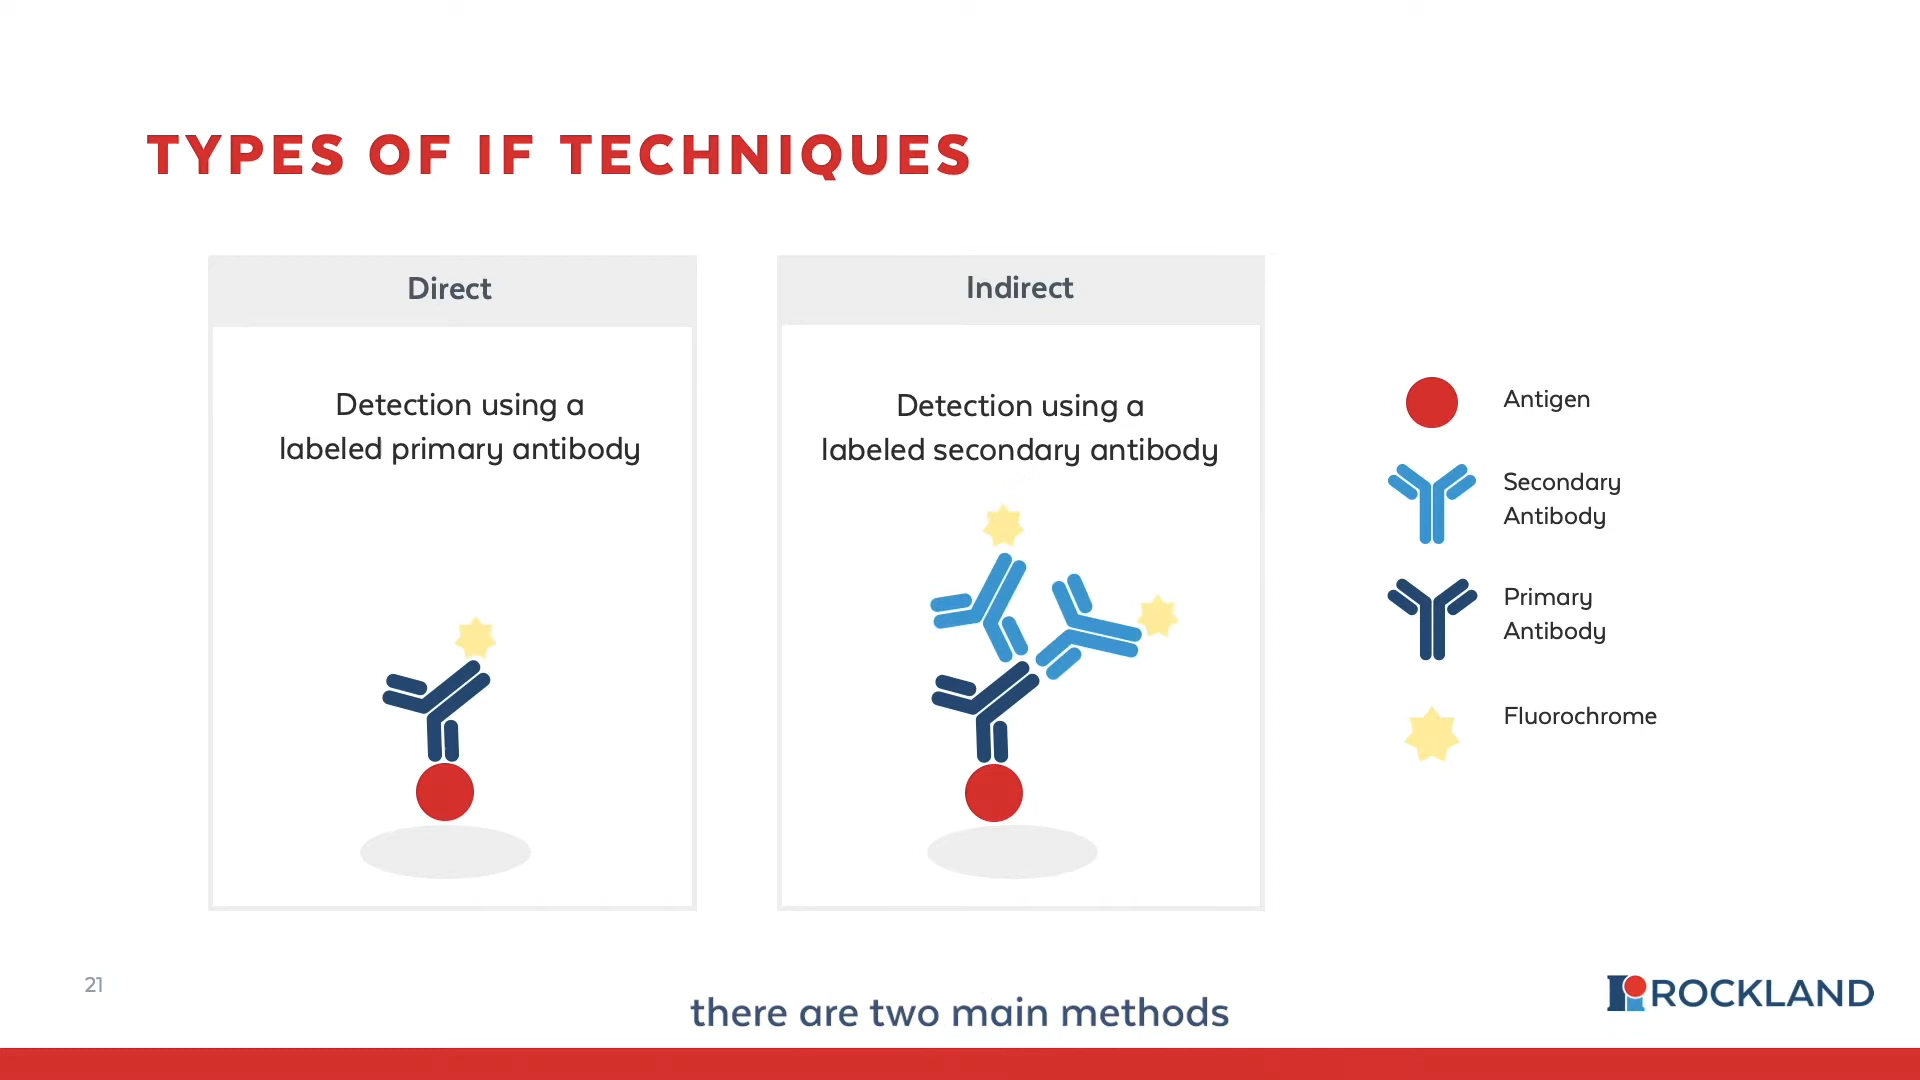 TYPES OF IF TECHNIQUES
Direct
Detection using a
labeled primary antibody
Indirect
Detection using a
labeled secondary antibody
Antigen
Secondary
Antibody
Primary
Antibody
Fluorochrome
21
there are two main methods
ROCKLAND